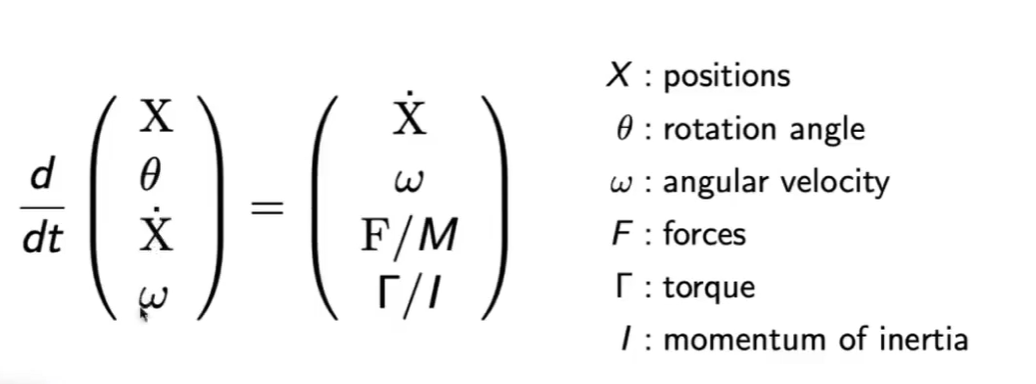 d/dt (X θ Ẋ ω) = (Ẋ ω F/M Γ/I)
X : positions
θ : rotation angle
ω : angular velocity
F : forces
Γ : torque
I : momentum of inertia